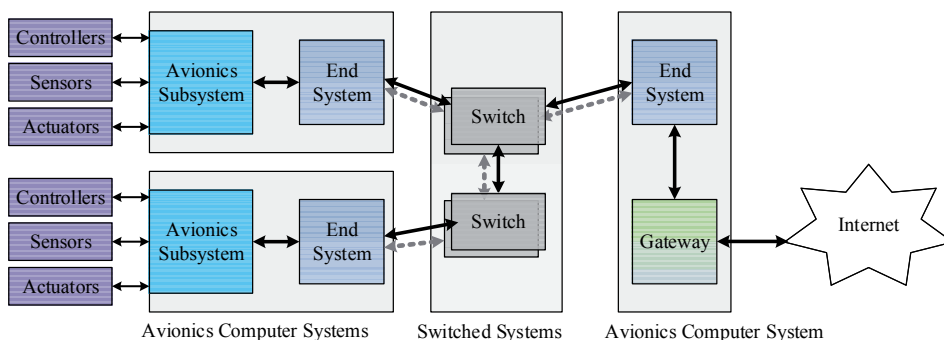 Controllers
Sensors
Actuators
Avionics
Subsystem
End
System
Switch
End
System
Controllers
Sensors
Actuators
Avionics
Subsystem
End
System
Switch
Gateway
Internet
Avionics Computer Systems
Switched Systems
Avionics Computer System